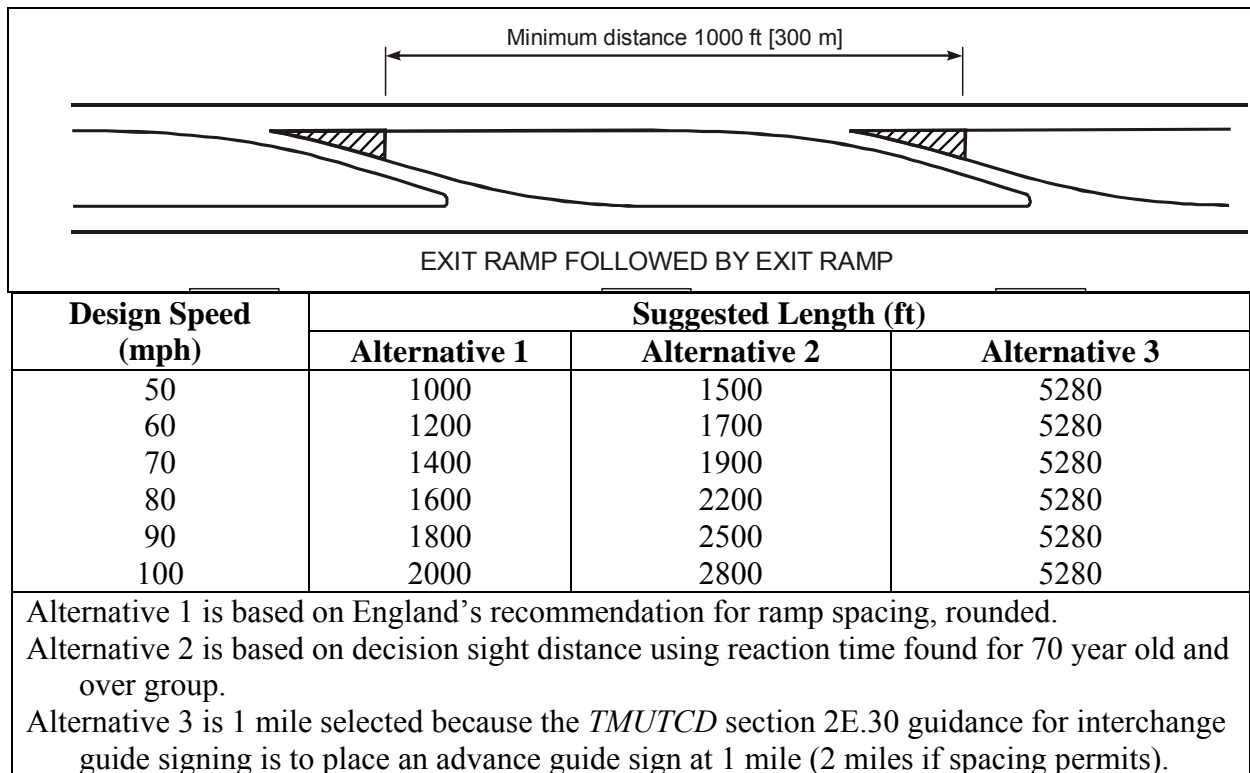 Minimum distance 1000 ft [300 m]
EXIT RAMP FOLLOWED BY EXIT RAMP
Design Speed (mph) Suggested Length (ft)
Alternative 1 Alternative 2 Alternative 3
50 1000 1500 5280
60 1200 1700 5280
70 1400 1900 5280
80 1600 2200 5280
90 1800 2500 5280
100 2000 2800 5280
Alternative 1 is based on England’s recommendation for ramp spacing, rounded.
Alternative 2 is based on decision sight distance using reaction time found for 70 year old and
over group.
Alternative 3 is 1 mile selected because the TMUTCD section 2E.30 guidance for interchange
guide signing is to place an advance guide sign at 1 mile (2 miles if spacing permits).